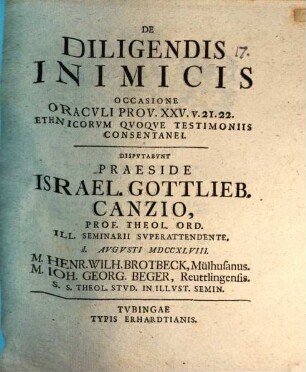 DE
DILIGENDIS 17.
INIMICIS
OCCASIONE
ORACVLI PROV. XXV. v. 21. 22.
ETHNICORVM QVOQVE TESTIMONIIS
CONSENTANEI.
DISPVTABVNT
PRAESIDE
ISRAEL. GOTTLIEB.
CANZIO,
PROF. THEOL. ORD.
ILL. SEMINARII SVPERATTENDENTE,
d. AVGVSTI MDCCXLVIII.
M. HENR. WILH. BROTBECK, Mülhusanus.
M. IOH. GEORG. BEGER, Reuttlingensis.
S. S. THEOL. STVD. IN ILLVST. SEMIN.
TVBINGAE
TYPIS ERHARDTIANIS.